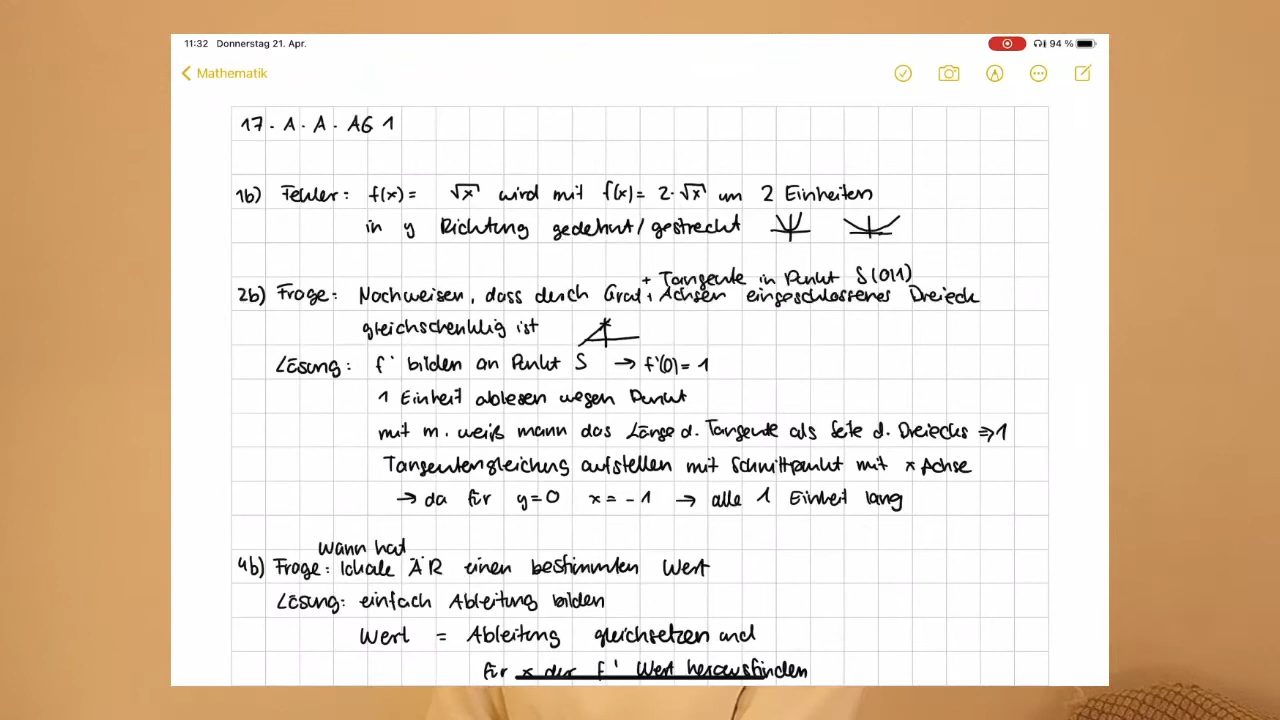 11:32 Donnerstag 21. Apr.
94 %
Mathematik
17. A. A. AG 1
1b) Fehler: f(x) = √x wird mit f(x) = 2·√x um 2 Einheiten
in y Richtung gedehnt/gestreckt
+ Tangente in Punkt S(0|1)
2b) Frage: Nachweisen, dass durch Graf, Achsen eingeschlossenes Dreieck
gleichschenklig ist
Lösung: f' bilden an Punkt S → f'(0) = 1
1 Einheit ablesen wegen Punkt
mit m. weiß mann das Länge d. Tangente als Seite d. Dreiecks ⇒ 1
Tangentengleichung aufstellen mit Schnittpunkt mit x Achse
→ da für y=0 x = -1 → alle 1 Einheit lang
wann hat
4b) Frage: lokale ÄR einen bestimmten Wert
Lösung: einfach Ableitung bilden
Wert = Ableitung gleichsetzen und
für x der f' Wert herausfinden